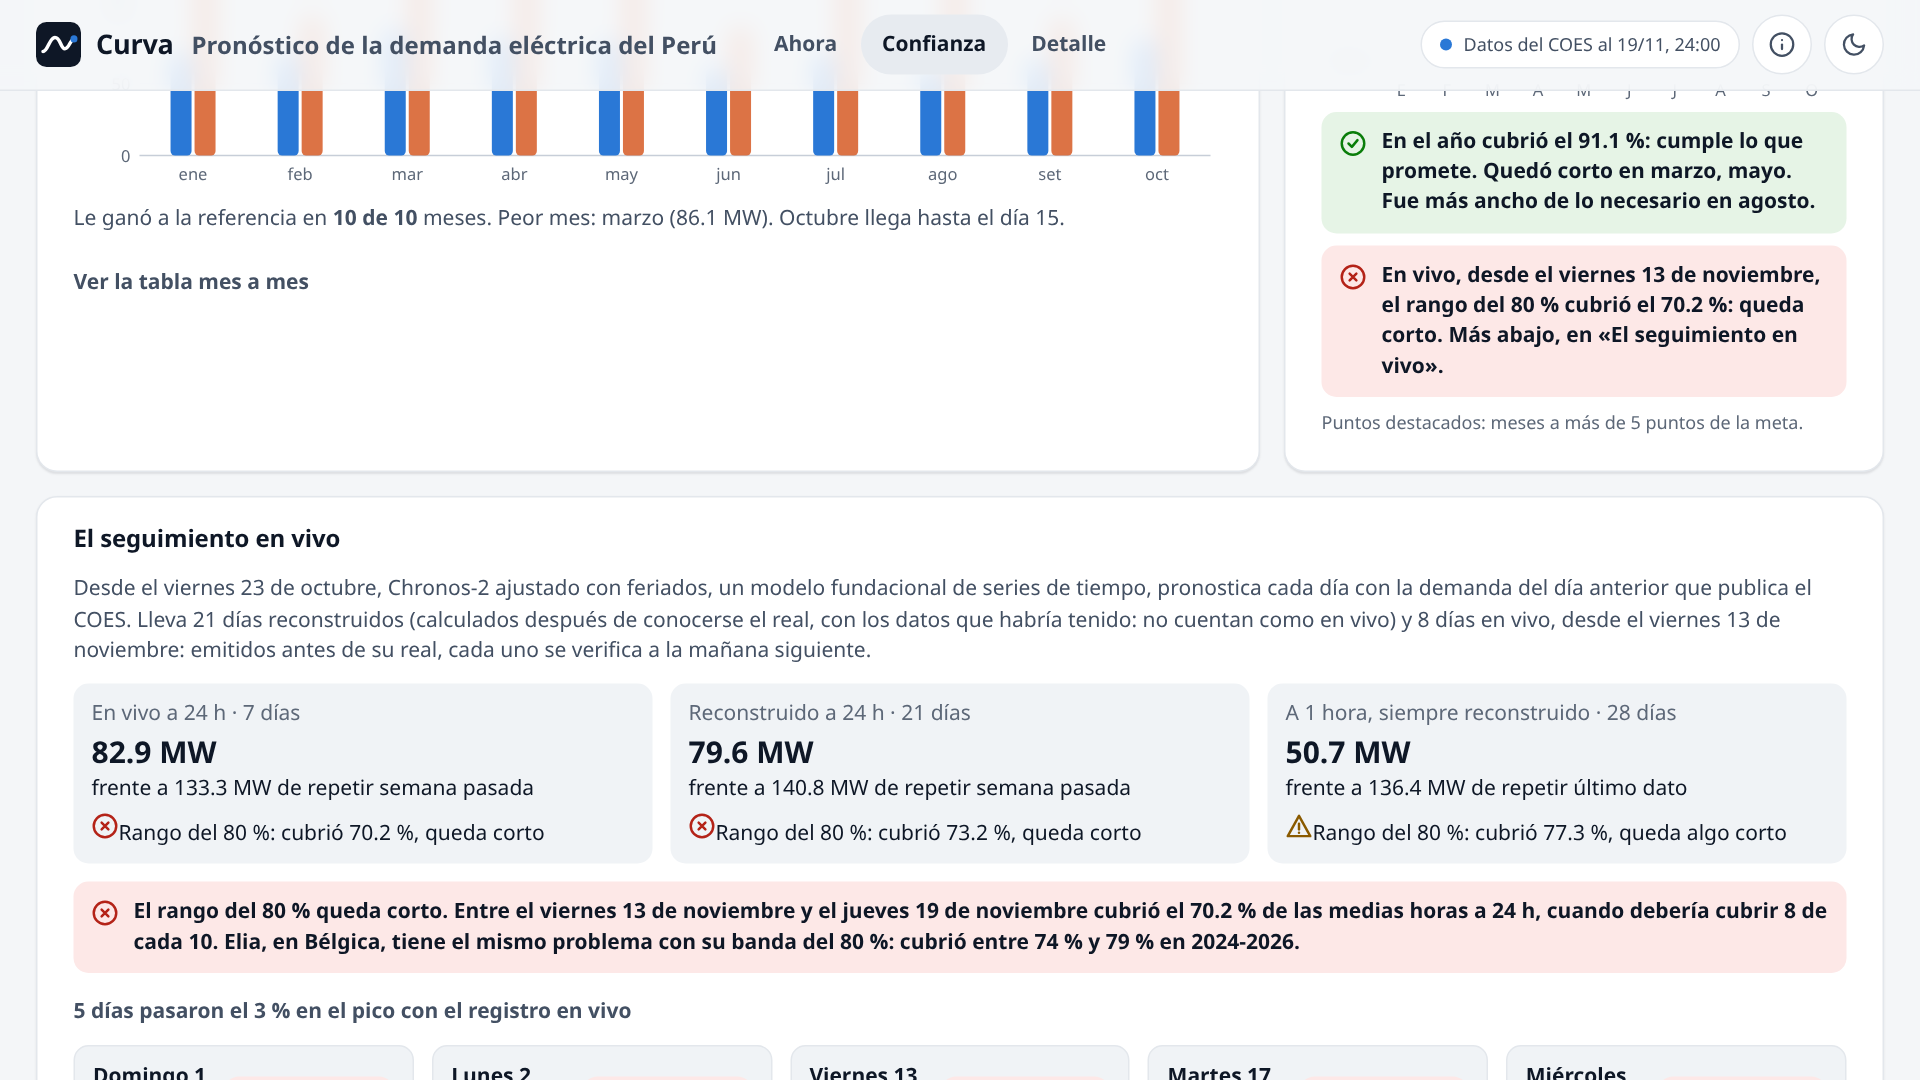 Curva Pronóstico de la demanda eléctrica del Perú Ahora Confianza Detalle Datos del COES al 19/11, 24:00
0
ene feb mar abr may jun jul ago set oct
Le ganó a la referencia en 10 de 10 meses. Peor mes: marzo (86.1 MW). Octubre llega hasta el día 15.
Ver la tabla mes a mes
En el año cubrió el 91.1 %: cumple lo que
promete. Quedó corto en marzo, mayo.
Fue más ancho de lo necesario en agosto.
En vivo, desde el viernes 13 de noviembre,
el rango del 80 % cubrió el 70.2 %: queda
corto. Más abajo, en «El seguimiento en
vivo».
Puntos destacados: meses a más de 5 puntos de la meta.
El seguimiento en vivo
Desde el viernes 23 de octubre, Chronos-2 ajustado con feriados, un modelo fundacional de series de tiempo, pronostica cada día con la demanda del día anterior que publica el
COES. Lleva 21 días reconstruidos (calculados después de conocerse el real, con los datos que habría tenido: no cuentan como en vivo) y 8 días en vivo, desde el viernes 13 de
noviembre: emitidos antes de su real, cada uno se verifica a la mañana siguiente.
En vivo a 24 h · 7 días
82.9 MW
frente a 133.3 MW de repetir semana pasada
Rango del 80 %: cubrió 70.2 %, queda corto
Reconstruido a 24 h · 21 días
79.6 MW
frente a 140.8 MW de repetir semana pasada
Rango del 80 %: cubrió 73.2 %, queda corto
A 1 hora, siempre reconstruido · 28 días
50.7 MW
frente a 136.4 MW de repetir último dato
Rango del 80 %: cubrió 77.3 %, queda algo corto
El rango del 80 % queda corto. Entre el viernes 13 de noviembre y el jueves 19 de noviembre cubrió el 70.2 % de las medias horas a 24 h, cuando debería cubrir 8 de
cada 10. Elia, en Bélgica, tiene el mismo problema con su banda del 80 %: cubrió entre 74 % y 79 % en 2024-2026.
5 días pasaron el 3 % en el pico con el registro en vivo
Domingo 1 Lunes 2 Viernes 13 Martes 17 Miércoles